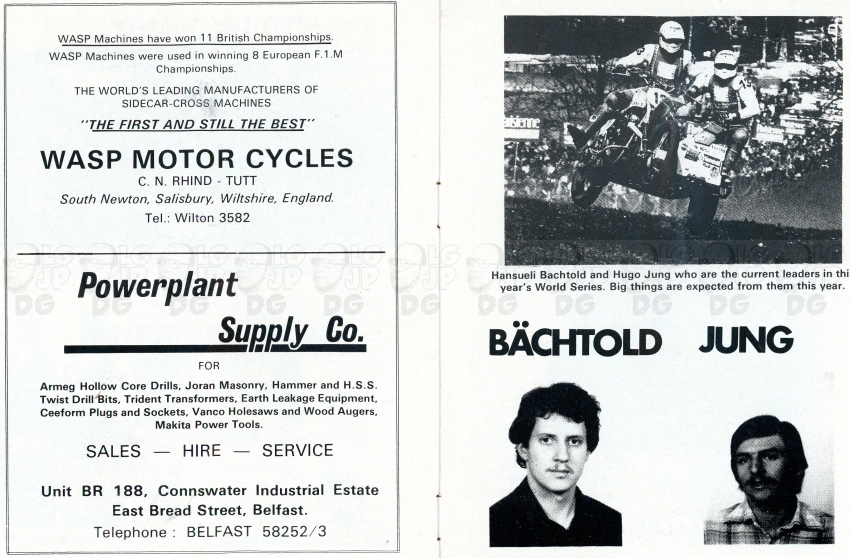 WASP Machines have won 11 British Championships.
WASP Machines were used in winning 8 European F.1.M
Championships.
THE WORLD'S LEADING MANUFACTURERS OF
SIDECAR-CROSS MACHINES
"THE FIRST AND STILL THE BEST"
WASP MOTOR CYCLES
C. N. RHIND - TUTT
South Newton, Salisbury, Wiltshire, England.
Tel.: Wilton 3582
Powerplant
Supply Co.
FOR
Armeg Hollow Core Drills, Joran Masonry, Hammer and H.S.S.
Twist Drill Bits, Trident Transformers, Earth Leakage Equipment,
Ceeform Plugs and Sockets, Vanco Holesaws and Wood Augers,
Makita Power Tools.
SALES — HIRE — SERVICE
Unit BR 188, Connswater Industrial Estate
East Bread Street, Belfast.
Telephone : BELFAST 58252/3
Hansueli Bachtold and Hugo Jung who are the current leaders in thi
year's World Series. Big things are expected from them this year.
BÄCHTOLD JUNG
LG JP DG